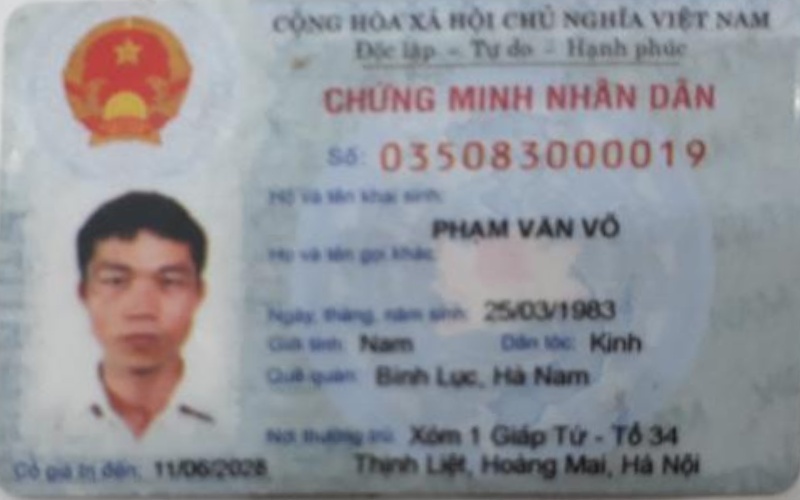 CỘNG HÒA XÃ HỘI CHỦ NGHĨA VIỆT NAM
Độc lập - Tự do - Hạnh phúc
CHỨNG MINH NHÂN DÂN
Số: 035083000019
Họ và tên khai sinh:
PHẠM VĂN VÕ
Họ và tên gọi khác:
Ngày, tháng, năm sinh: 25/03/1983
Giới tính: Nam Dân tộc: Kinh
Quê quán: Bình Lục, Hà Nam
Nơi thường trú: Xóm 1 Giáp Tứ - Tổ 34
Thịnh Liệt, Hoàng Mai, Hà Nội
Có giá trị đến: 11/06/2028